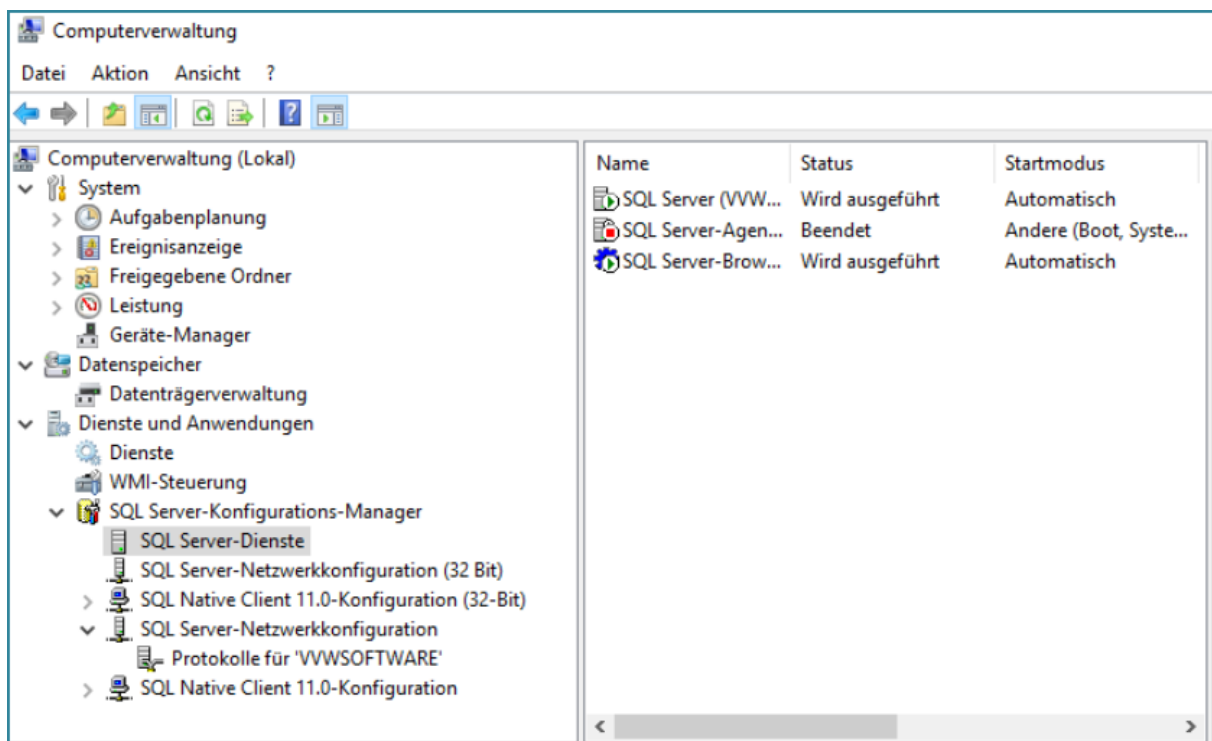 Computerverwaltung
Datei Aktion Ansicht ?
Computerverwaltung (Lokal)
System
Aufgabenplanung
Ereignisanzeige
Freigegebene Ordner
Leistung
Geräte-Manager
Datenspeicher
Datenträgerverwaltung
Dienste und Anwendungen
Dienste
WMI-Steuerung
SQL Server-Konfigurations-Manager
SQL Server-Dienste
SQL Server-Netzwerkkonfiguration (32 Bit)
SQL Native Client 11.0-Konfiguration (32-Bit)
SQL Server-Netzwerkkonfiguration
Protokolle für 'VVWSOFTWARE'
SQL Native Client 11.0-Konfiguration
Name Status Startmodus
SQL Server (VVW... Wird ausgeführt Automatisch
SQL Server-Agen... Beendet Andere (Boot, Syste...
SQL Server-Brow... Wird ausgeführt Automatisch